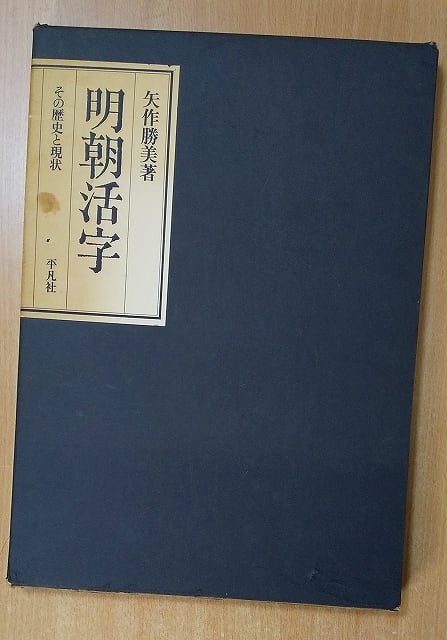 矢作勝美著
明朝活字
その歴史と現状
平凡社